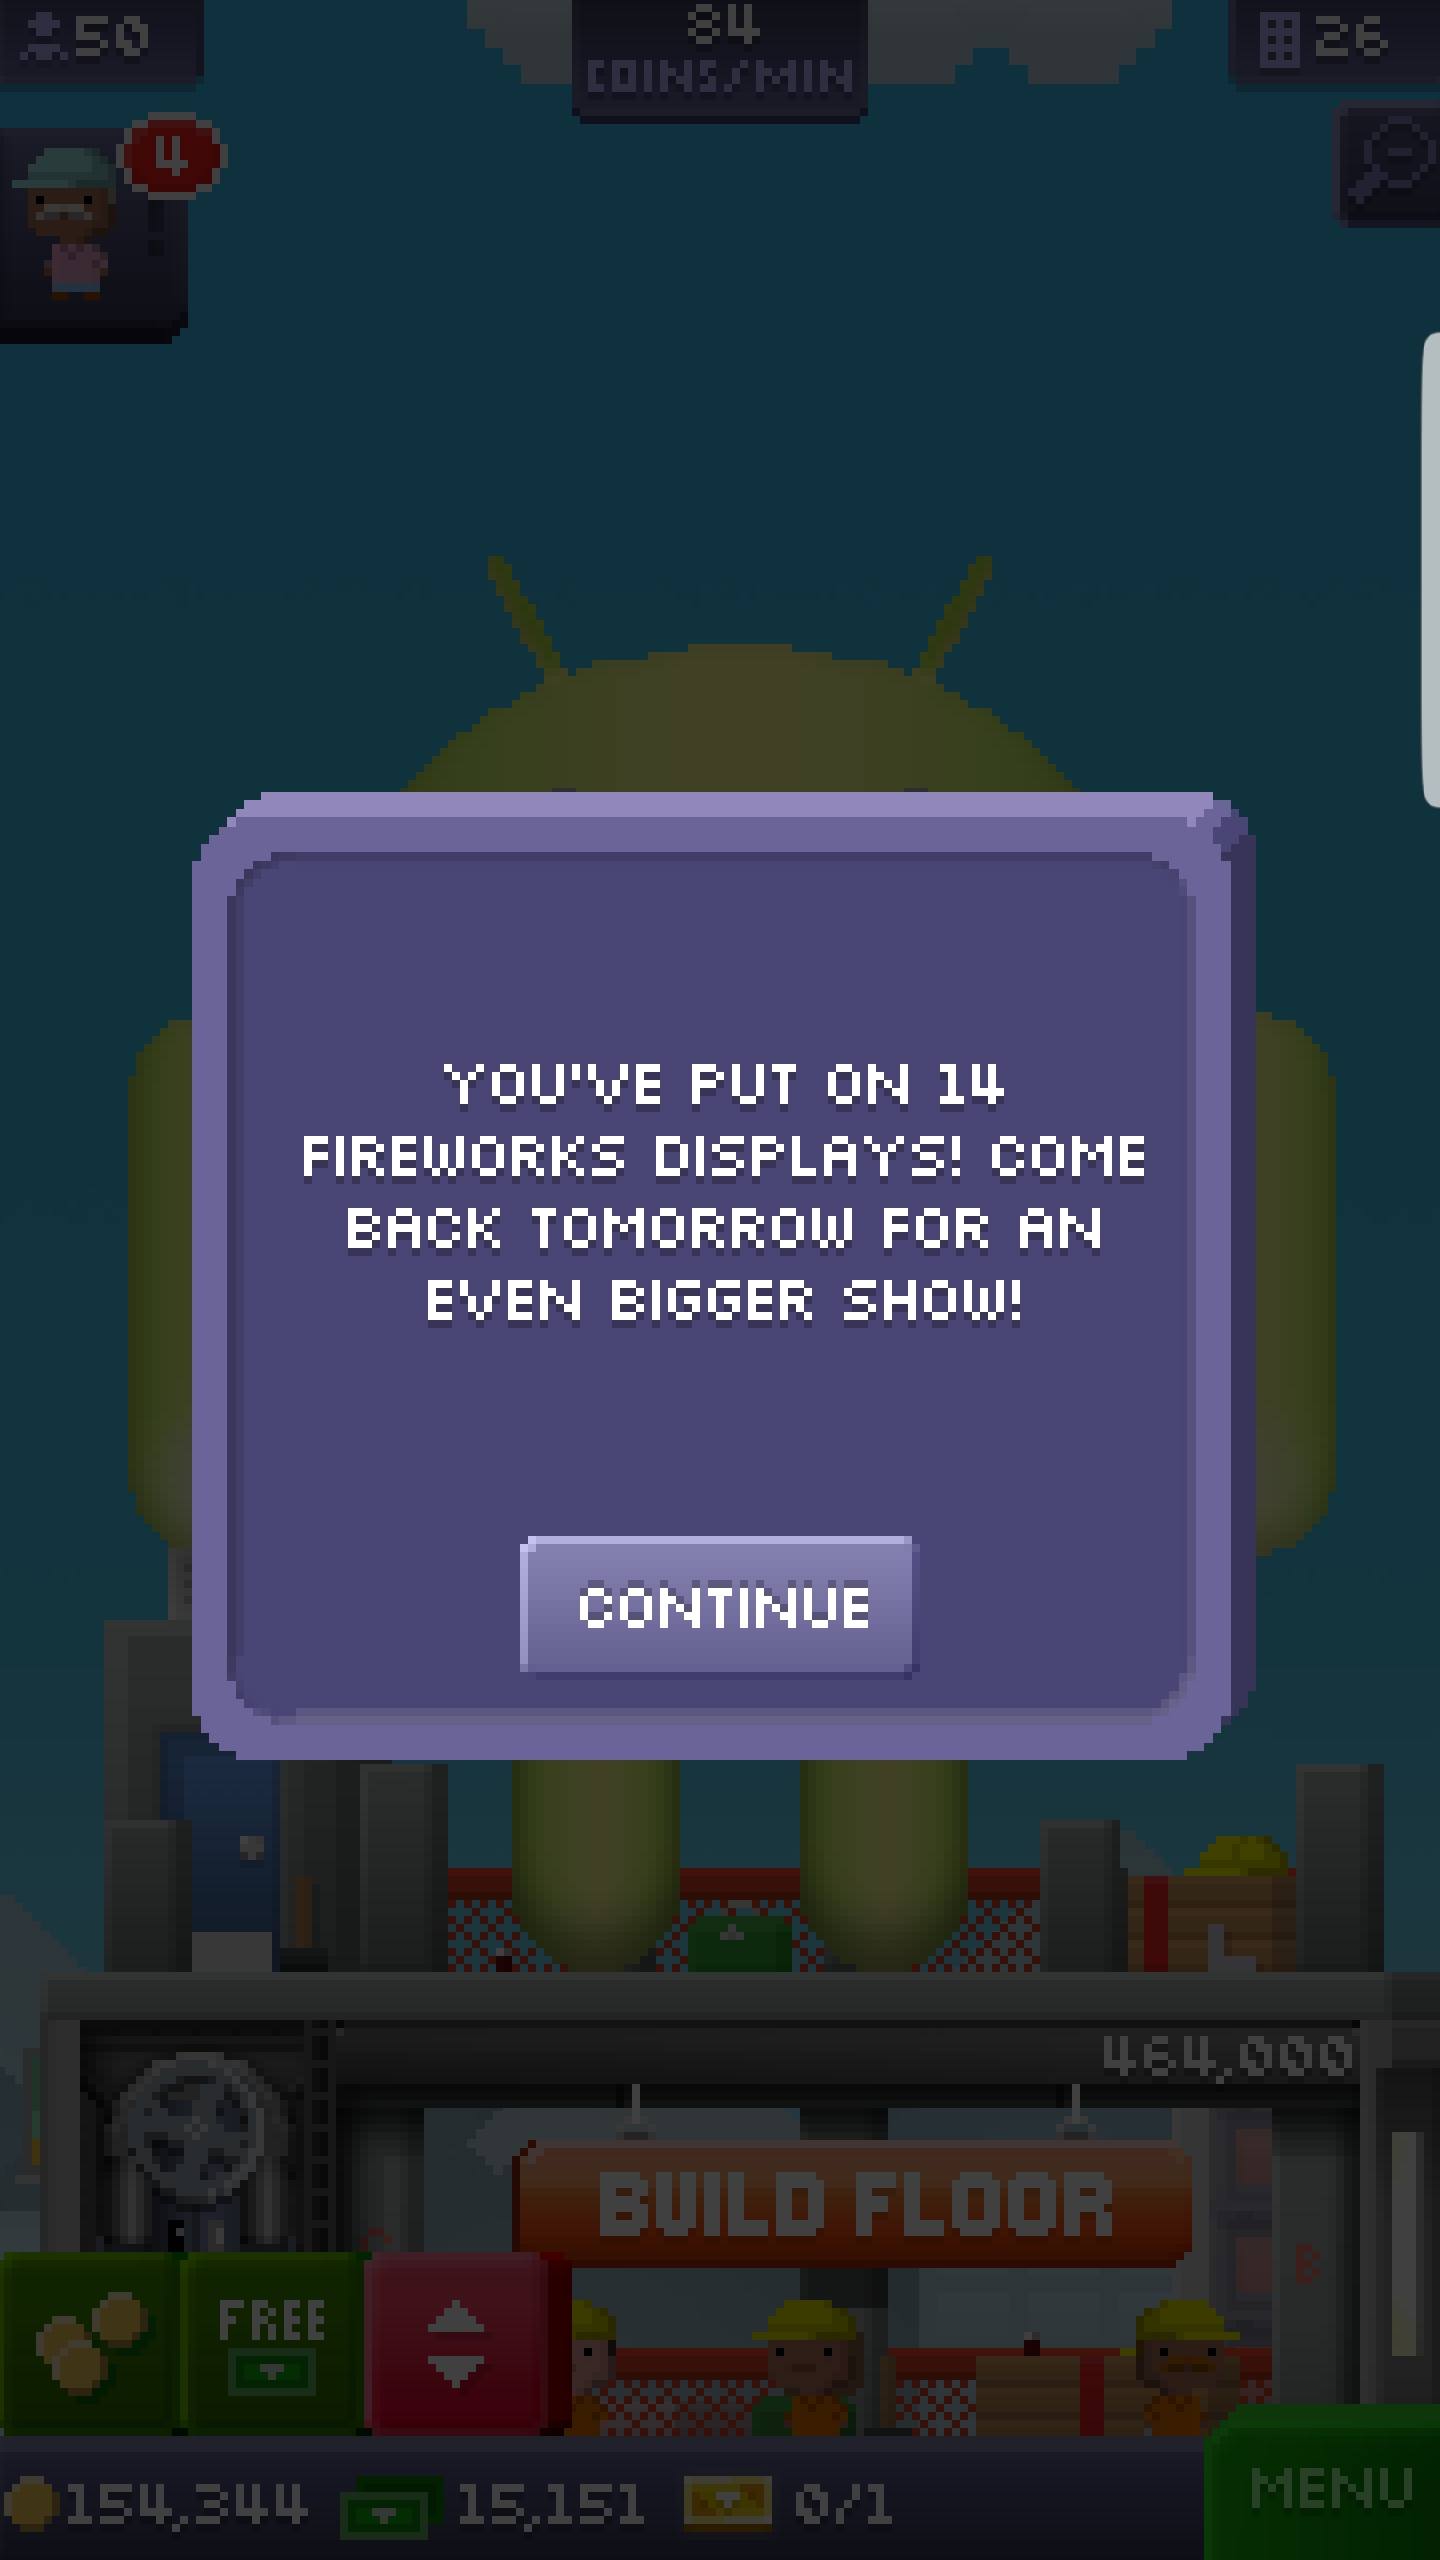 50
84
COINS/MIN
26
4
YOU'VE PUT ON 14
FIREWORKS DISPLAYS! COME
BACK TOMORROW FOR AN
EVEN BIGGER SHOW!
CONTINUE
464,000
BUILD FLOOR
B
FREE
154,344
15,151
0/1
MENU